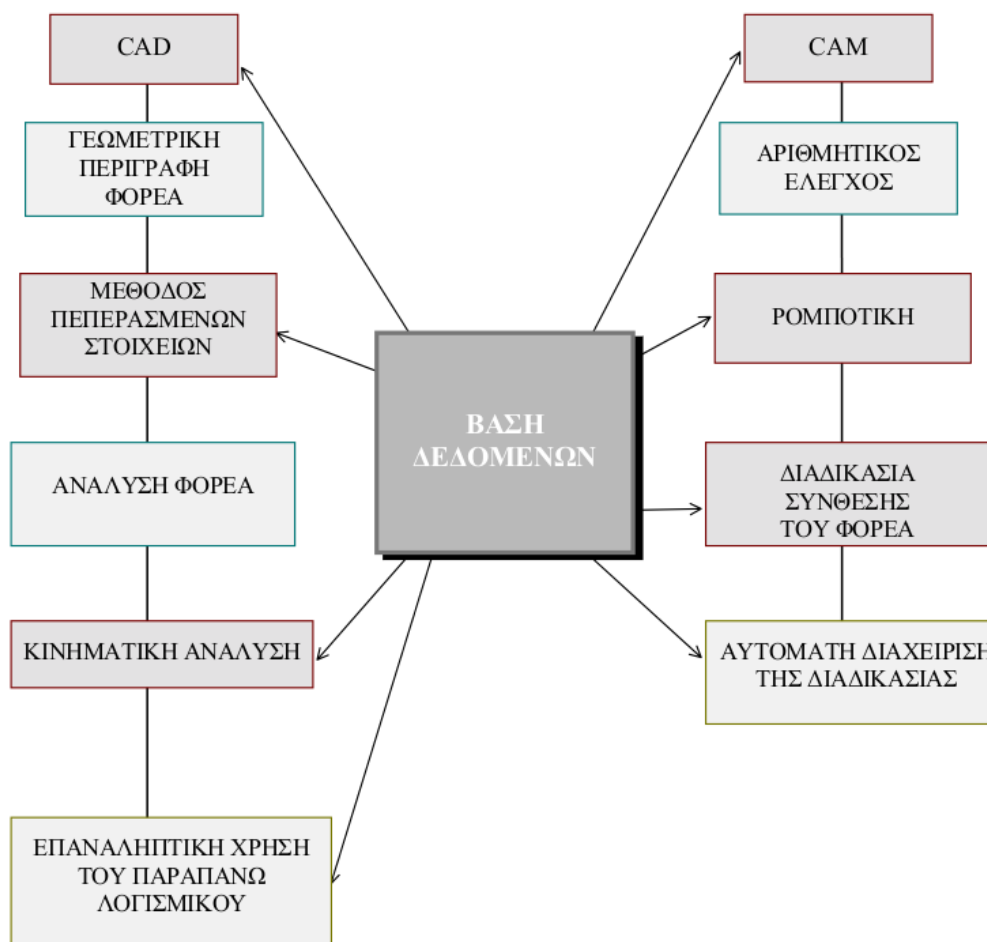 CAD
ΓΕΩΜΕΤΡΙΚΗ
ΠΕΡΙΓΡΑΦΗ
ΦΟΡΕΑ
ΜΕΘΟΔΟΣ
ΠΕΠΕΡΑΣΜΕΝΩΝ
ΣΤΟΙΧΕΙΩΝ
ΑΝΑΛΥΣΗ ΦΟΡΕΑ
ΚΙΝΗΜΑΤΙΚΗ ΑΝΑΛΥΣΗ
ΕΠΑΝΑΛΗΠΤΙΚΗ ΧΡΗΣΗ
ΤΟΥ ΠΑΡΑΠΑΝΩ
ΛΟΓΙΣΜΙΚΟΥ
ΒΑΣΗ
ΔΕΔΟΜΕΝΩΝ
CAM
ΑΡΙΘΜΗΤΙΚΟΣ
ΕΛΕΓΧΟΣ
ΡΟΜΠΟΤΙΚΗ
ΔΙΑΔΙΚΑΣΙΑ
ΣΥΝΘΕΣΗΣ
ΤΟΥ ΦΟΡΕΑ
ΑΥΤΟΜΑΤΗ ΔΙΑΧΕΙΡΙΣΗ
ΤΗΣ ΔΙΑΔΙΚΑΣΙΑΣ